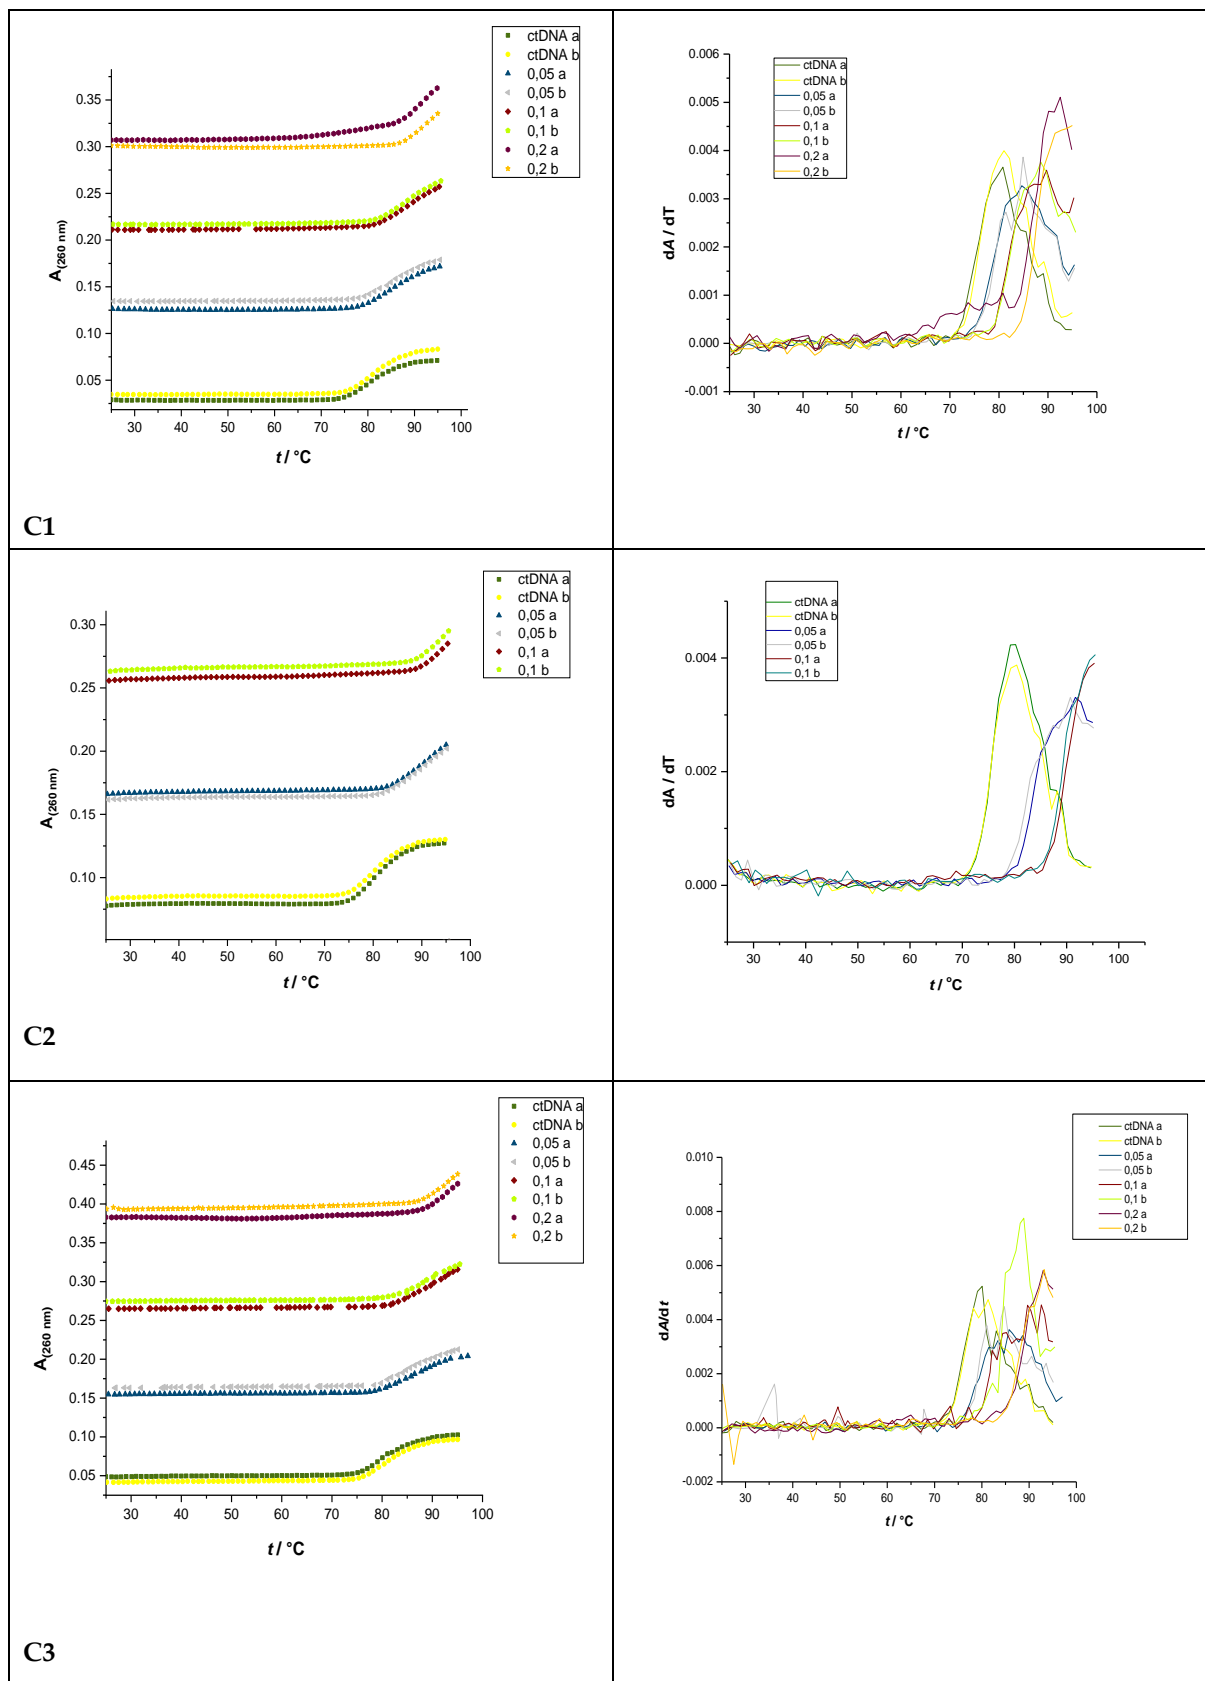 ctDNA a
ctDNA b
0,05 a
0,05 b
0,1 a
0,1 b
0,2 a
0,2 b
0.35
0.30
0.25
0.20
0.15
0.10
0.05
A(260 nm)
30 40 50 60 70 80 90 100
t / °C
C1
ctDNA a
ctDNA b
0,05 a
0,05 b
0,1 a
0,1 b
0,2 a
0,2 b
0.006
0.005
0.004
0.003
0.002
0.001
0.000
-0.001
dA / dT
30 40 50 60 70 80 90 100
t / °C
ctDNA a
ctDNA b
0,05 a
0,05 b
0,1 a
0,1 b
0.30
0.25
0.20
0.15
0.10
A(260 nm)
30 40 50 60 70 80 90 100
t / °C
C2
ctDNA a
ctDNA b
0,05 a
0,05 b
0,1 a
0,1 b
0.004
0.002
0.000
dA / dT
30 40 50 60 70 80 90 100
t / °C
ctDNA a
ctDNA b
0,05 a
0,05 b
0,1 a
0,1 b
0,2 a
0,2 b
0.45
0.40
0.35
0.30
0.25
0.20
0.15
0.10
0.05
A(260 nm)
30 40 50 60 70 80 90 100
t / °C
C3
ctDNA a
ctDNA b
0,05 a
0,05 b
0,1 a
0,1 b
0,2 a
0,2 b
0.010
0.008
0.006
0.004
0.002
0.000
-0.002
dA/dt
30 40 50 60 70 80 90 100
t / °C